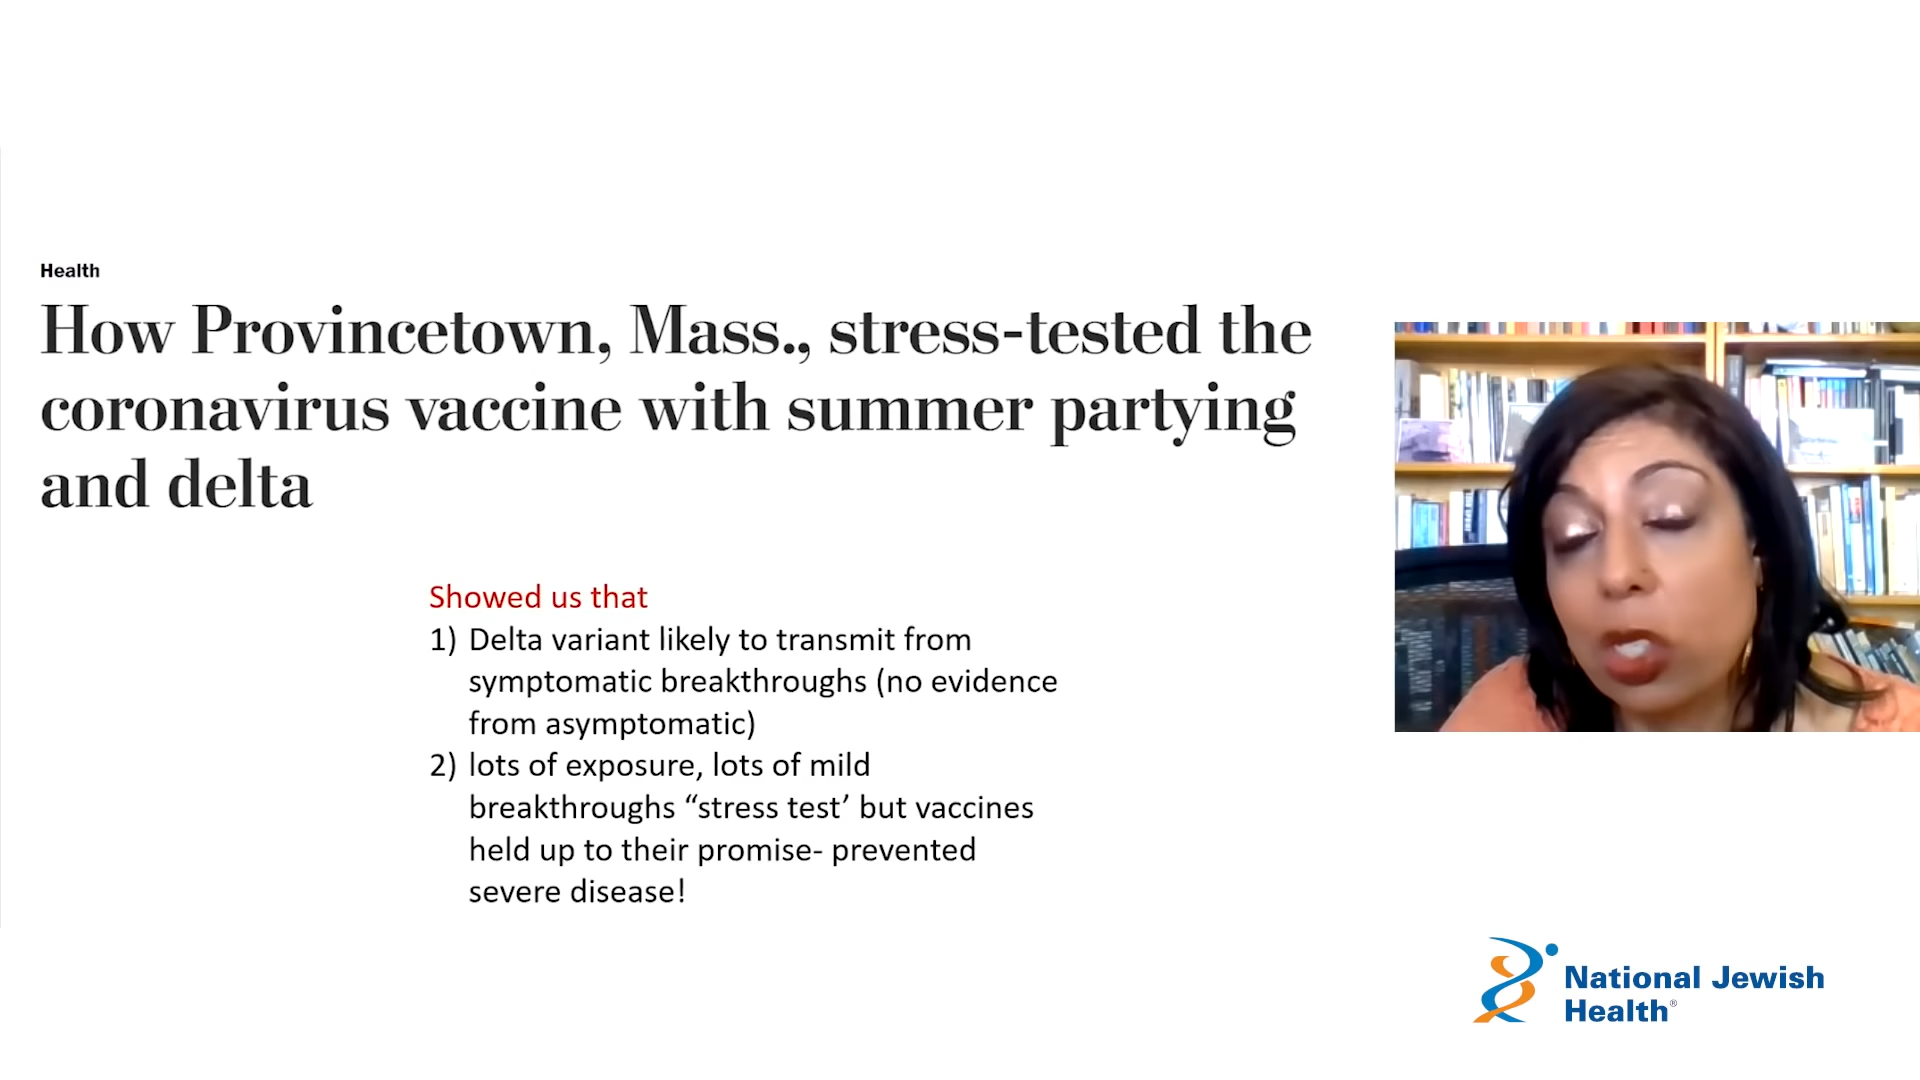 Health
How Provincetown, Mass., stress-tested the
coronavirus vaccine with summer partying
and delta
Showed us that
1) Delta variant likely to transmit from
symptomatic breakthroughs (no evidence
from asymptomatic)
2) lots of exposure, lots of mild
breakthroughs “stress test’ but vaccines
held up to their promise- prevented
severe disease!
National Jewish
Health®